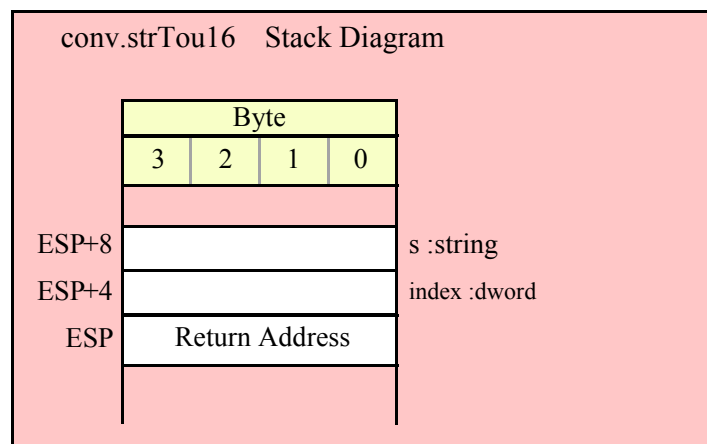 conv.strTou16 Stack Diagram
Byte
3 2 1 0
ESP+8 s :string
ESP+4 index :dword
ESP Return Address